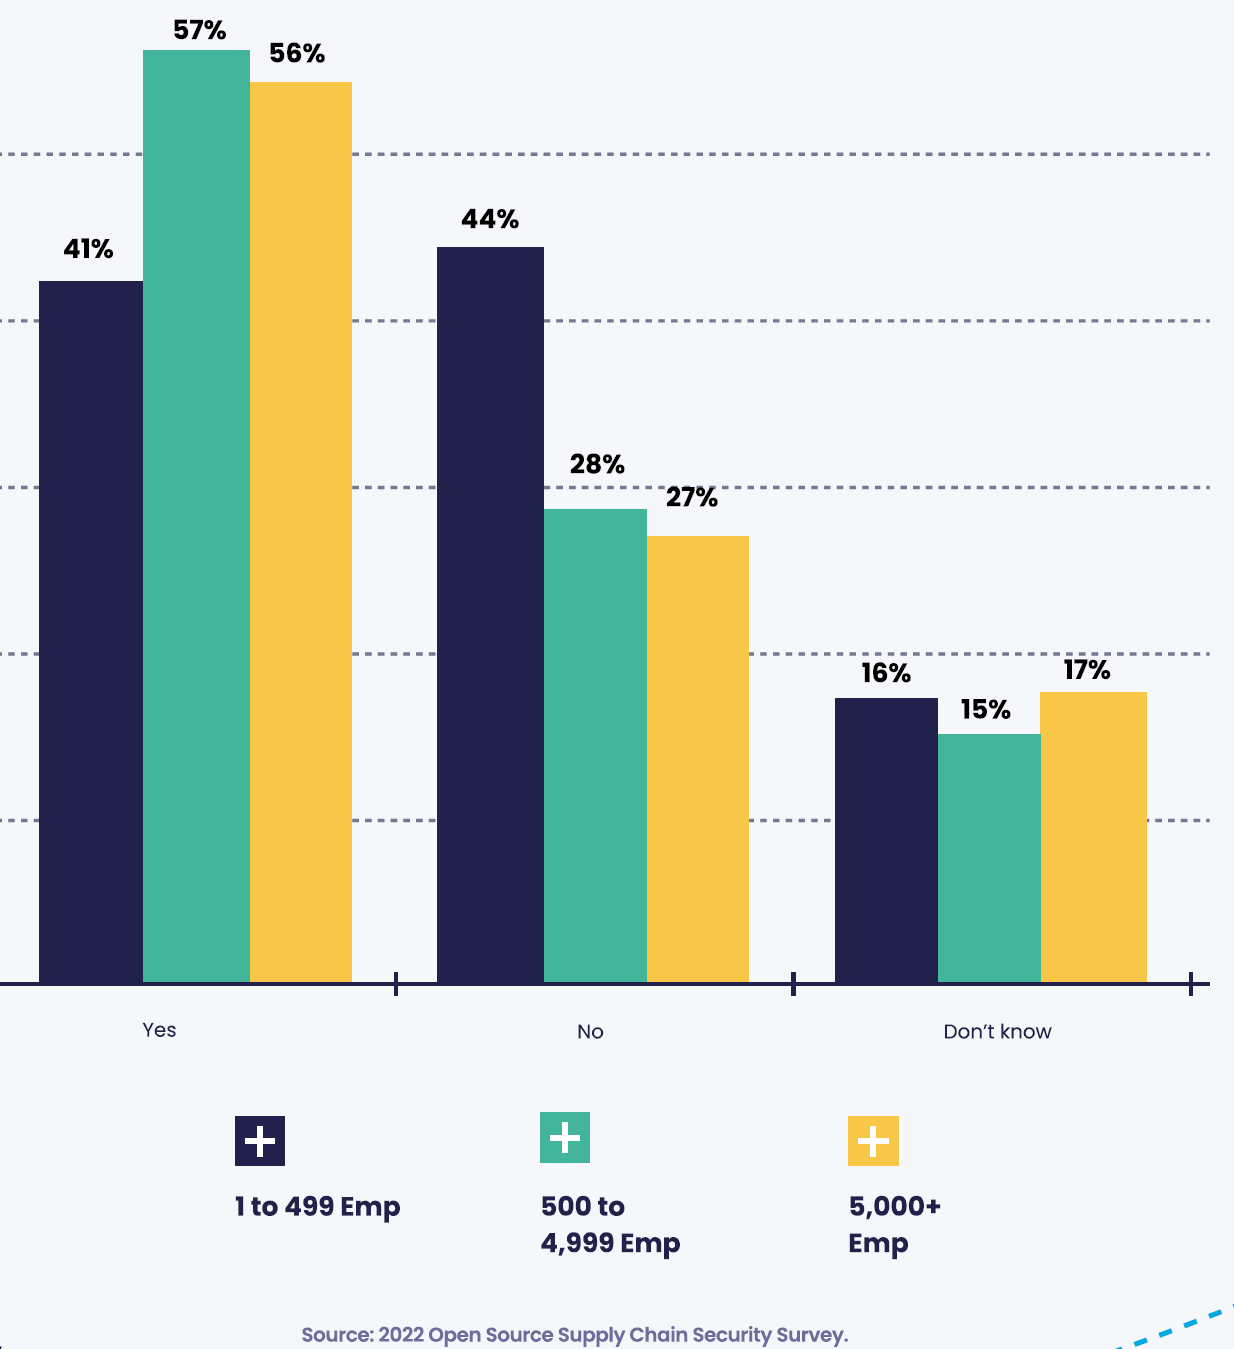 57%
56%
41%
44%
28%
27%
16%
15%
17%
Yes
No
Don’t know
1 to 499 Emp
500 to
4,999 Emp
5,000+
Emp
Source: 2022 Open Source Supply Chain Security Survey.